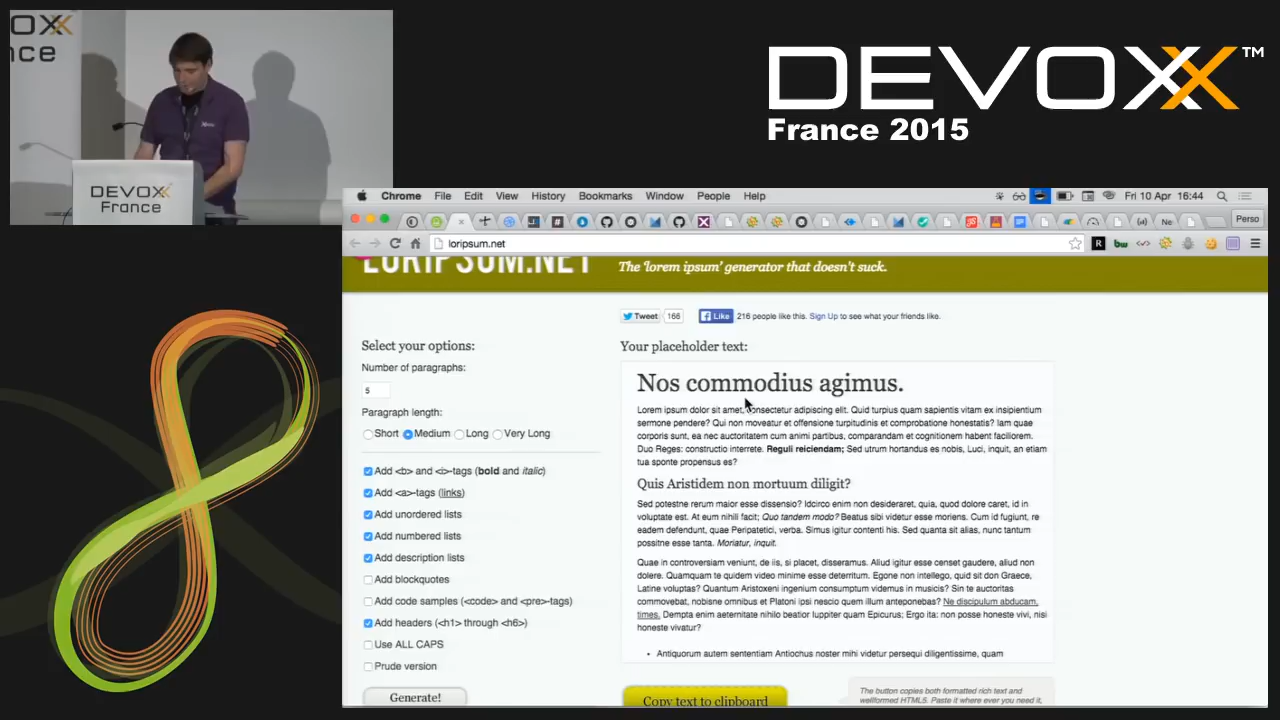 OXX
nce
DEVOXX
France
DEVOXX™
France 2015
Chrome File Edit View History Bookmarks Window People Help Fri 10 Apr 16:44
Ne Perso
loripsum.net
LORIPSUM.NET The 'lorem ipsum' generator that doesn't suck.
Tweet 166 Like 216 people like this. Sign Up to see what your friends like.
Select your options:
Number of paragraphs:
5
Paragraph length:
Short Medium Long Very Long
Add <b> and <i>-tags (bold and italic)
Add <a>-tags (links)
Add unordered lists
Add numbered lists
Add description lists
Add blockquotes
Add code samples (<code> and <pre>-tags)
Add headers (<h1> through <h6>)
Use ALL CAPS
Prude version
Generate!
Your placeholder text:
Nos commodius agimus.
Lorem ipsum dolor sit amet, consectetur adipiscing elit. Quid turpius quam sapientis vitam ex insipientium
sermone pendere? Qui non moveatur et offensione turpitudinis et comprobatione honestatis? Iam quae
corporis sunt, ea nec auctoritatem cum animi partibus, comparandam et cognitionem habent faciliorem.
Duo Reges: constructio interrete. Reguli reiciendam; Sed utrum hortandus es nobis, Luci, inquit, an etiam
tua sponte propensus es?
Quis Aristidem non mortuum diligit?
Sed potestne rerum maior esse dissensio? Idcirco enim non desideraret, quia, quod dolore caret, id in
voluptate est. At eum nihili facit; Quo tandem modo? Beatus sibi videtur esse moriens. Cum id fugiunt, re
eadem defendunt, quae Peripatetici, verba. Simus igitur contenti his. Sed quanta sit alias, nunc tantum
possitne esse tanta. Moriatur, inquit.
Quae in controversiam veniunt, de iis, si placet, disseramus. Aliud igitur esse censet gaudere, aliud non
dolere. Quamquam te quidem video minime esse deterritum. Egone non intellego, quid sit don Graece,
Latine voluptas? Quantum Aristoxeni ingenium consumptum videmus in musicis? Sin te auctoritas
commovebat, nobisne omnibus et Platoni ipsi nescio quem illum anteponebas? Ne discipulum abducam,
times. Dempta enim aeternitate nihilo beatior Iuppiter quam Epicurus; Ergo ita: non posse honeste vivi, nisi
honeste vivatur?
• Antiquorum autem sententiam Antiochus noster mihi videtur persequi diligentissime, quam
Copy text to clipboard
The button copies both formatted rich text and
wellformed HTML5. Paste it where ever you need it,